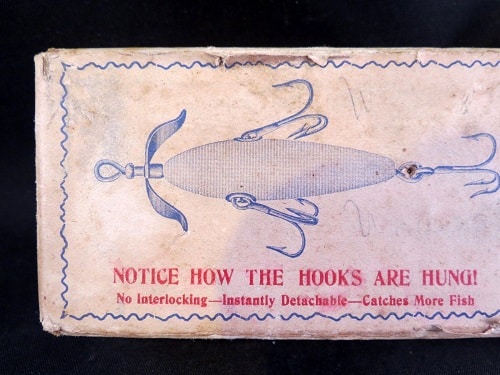 NOTICE HOW THE HOOKS ARE HUNG!
No Interlocking—Instantly Detachable—Catches More Fish